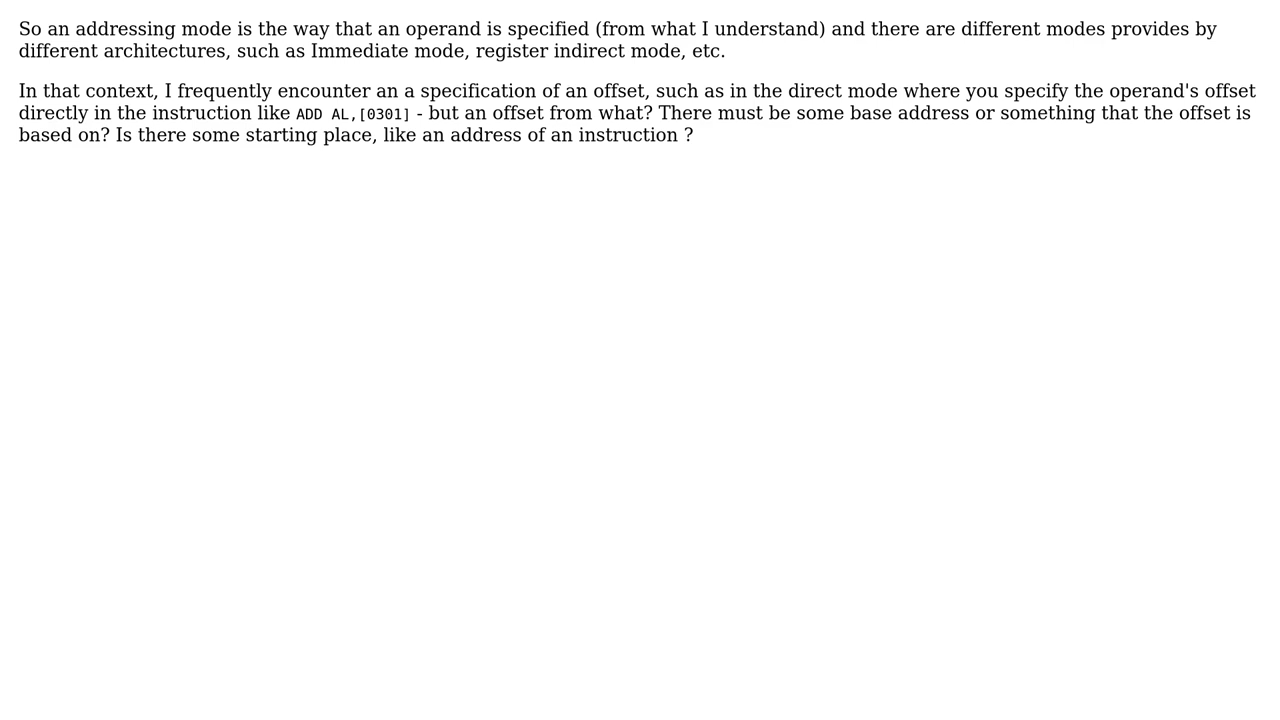 So an addressing mode is the way that an operand is specified (from what I understand) and there are different modes provides by
different architectures, such as Immediate mode, register indirect mode, etc.
In that context, I frequently encounter an a specification of an offset, such as in the direct mode where you specify the operand's offset
directly in the instruction like ADD AL,[0301] - but an offset from what? There must be some base address or something that the offset is
based on? Is there some starting place, like an address of an instruction ?